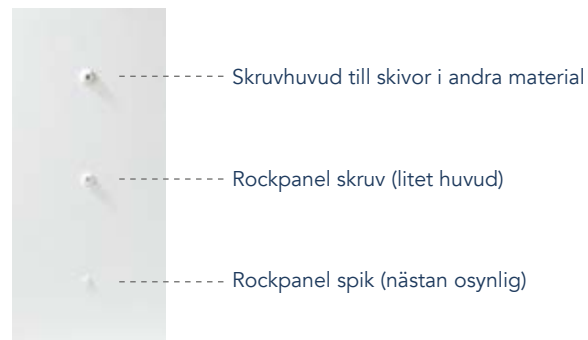 Skruvhuvud till skivor i andra material
Rockpanel skruv (litet huvud)
Rockpanel spik (nästan osynlig)